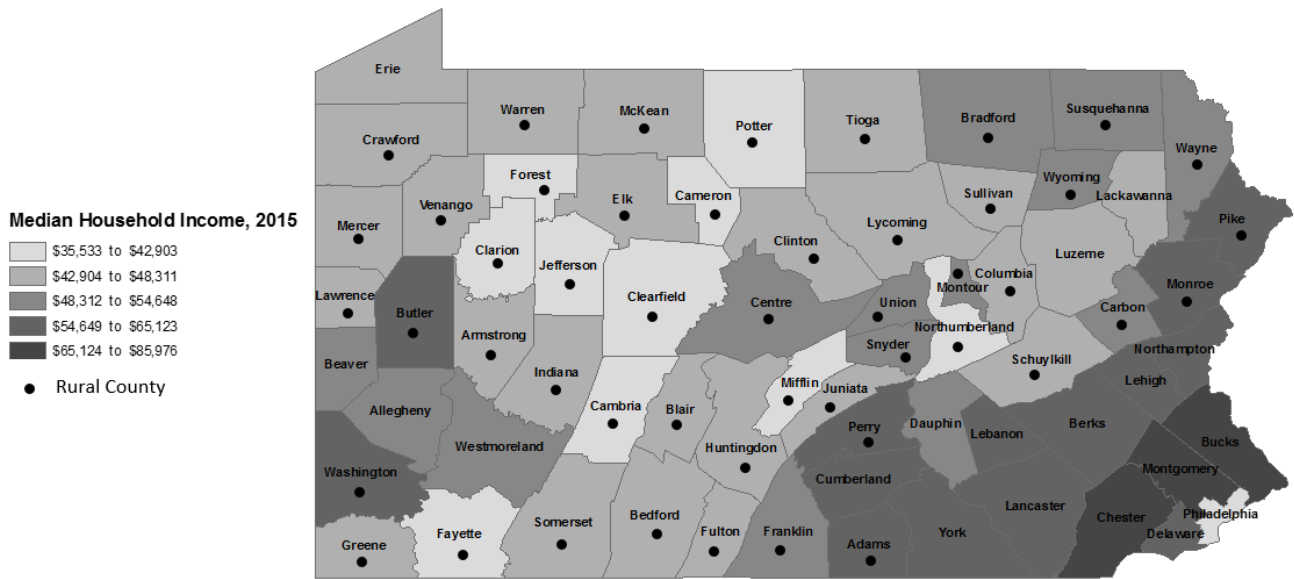 Median Household Income, 2015
$35,533 to $42,903
$42,904 to $48,311
$48,312 to $54,648
$54,649 to $65,123
$65,124 to $85,976
Rural County
Erie
Warren
McKean
Potter
Tioga
Bradford
Susquehanna
Crawford
Wayne
Forest
Cameron
Wyoming
Lackawanna
Sullivan
Elk
Venango
Mercer
Pike
Lycoming
Clinton
Clarion
Jefferson
Luzerne
Columbia
Montour
Monroe
Lawrence
Butler
Clearfield
Centre
Union
Carbon
Northumberland
Armstrong
Snyder
Northampton
Schuylkill
Beaver
Indiana
Lehigh
Mifflin
Juniata
Allegheny
Cambria
Blair
Perry
Dauphin
Lebanon
Berks
Westmoreland
Huntingdon
Bucks
Washington
Cumberland
Montgomery
Lancaster
Bedford
Somerset
Fayette
Fulton
Franklin
York
Chester
Philadelphia
Delaware
Greene
Adams